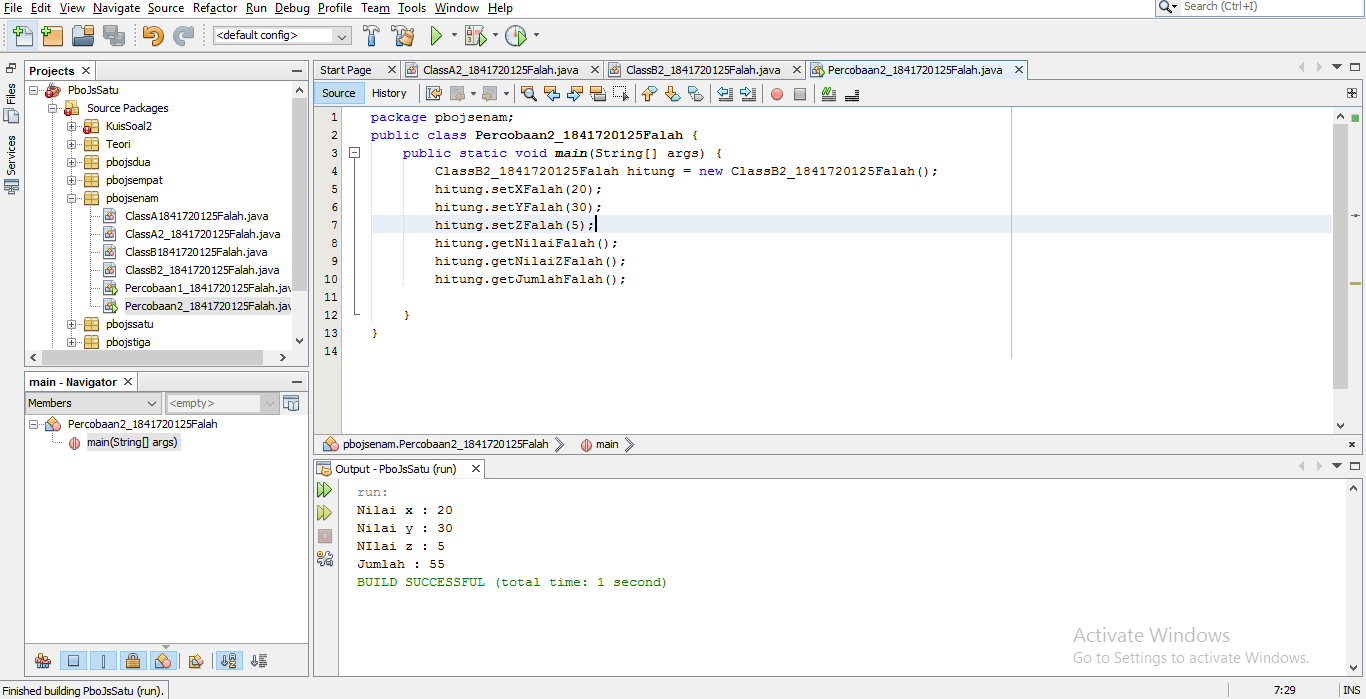 File Edit View Navigate Source Refactor Run Debug Profile Team Tools Window Help
Search (Ctrl+I)
<default config>
Files
Services
Projects
PboJsSatu
Source Packages
KuisSoal2
Teori
pbojsdua
pbojsempat
pbojsenam
ClassA1841720125Falah.java
ClassA2_1841720125Falah.java
ClassB1841720125Falah.java
ClassB2_1841720125Falah.java
Percobaan1_1841720125Falah.jav
Percobaan2_1841720125Falah.jav
pbojssatu
pbojstiga
main - Navigator
Members <empty>
Percobaan2_1841720125Falah
main(String[] args)
Start Page ClassA2_1841720125Falah.java ClassB2_1841720125Falah.java Percobaan2_1841720125Falah.java
Source History
1 package pbojsenam;
2 public class Percobaan2_1841720125Falah {
3 public static void main(String[] args) {
4 ClassB2_1841720125Falah hitung = new ClassB2_1841720125Falah();
5 hitung.setXFalah(20);
6 hitung.setYFalah(30);
7 hitung.setZFalah(5);
8 hitung.getNilaiFalah();
9 hitung.getNilaiZFalah();
10 hitung.getJumlahFalah();
11
12 }
13 }
14
pbojsenam.Percobaan2_1841720125Falah main
Output - PboJsSatu (run)
run:
Nilai x : 20
Nilai y : 30
NIlai z : 5
Jumlah : 55
BUILD SUCCESSFUL (total time: 1 second)
Activate Windows
Go to Settings to activate Windows.
Finished building PboJsSatu (run).
7:29 INS